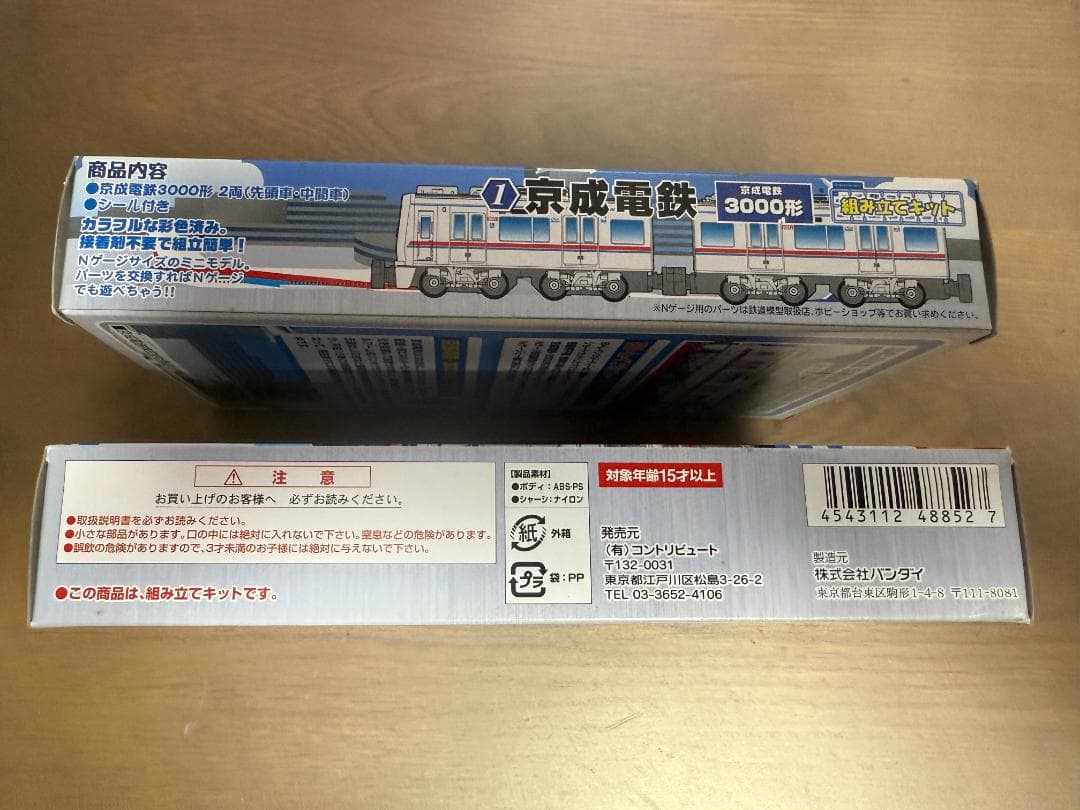 商品内容
●京成電鉄3000形 2両(先頭車・中間車)
●シール付き
カラフルな彩色済み。
接着剤不要で組立簡単!
Nゲージサイズのミニモデル。
パーツを交換すればNゲージ
でも遊べちゃう!!
1 京成電鉄
京成電鉄
3000形
組み立てキット
※Nゲージ用のパーツは鉄道模型取扱店、ホビーショップ等でお買い求めください。
注 意
お買い上げのお客様へ 必ずお読みください。
●取扱説明書を必ずお読みください。
●小さな部品があります。口の中には絶対に入れないで下さい。窒息などの危険があります。
●誤飲の危険がありますので、3才未満のお子様には絶対に与えないで下さい。
●この商品は、組み立てキットです。
【製品素材】
●ボディ:ABS・PS
●シャーシ:ナイロン
紙 外箱
プラ 袋:PP
対象年齢15才以上
発売元
(有)コントリビュート
〒132-0031
東京都江戸川区松島3-26-2
TEL 03-3652-4106
4543112 48852 7
製造元
株式会社バンダイ
東京都台東区駒形1-4-8 〒111-8081